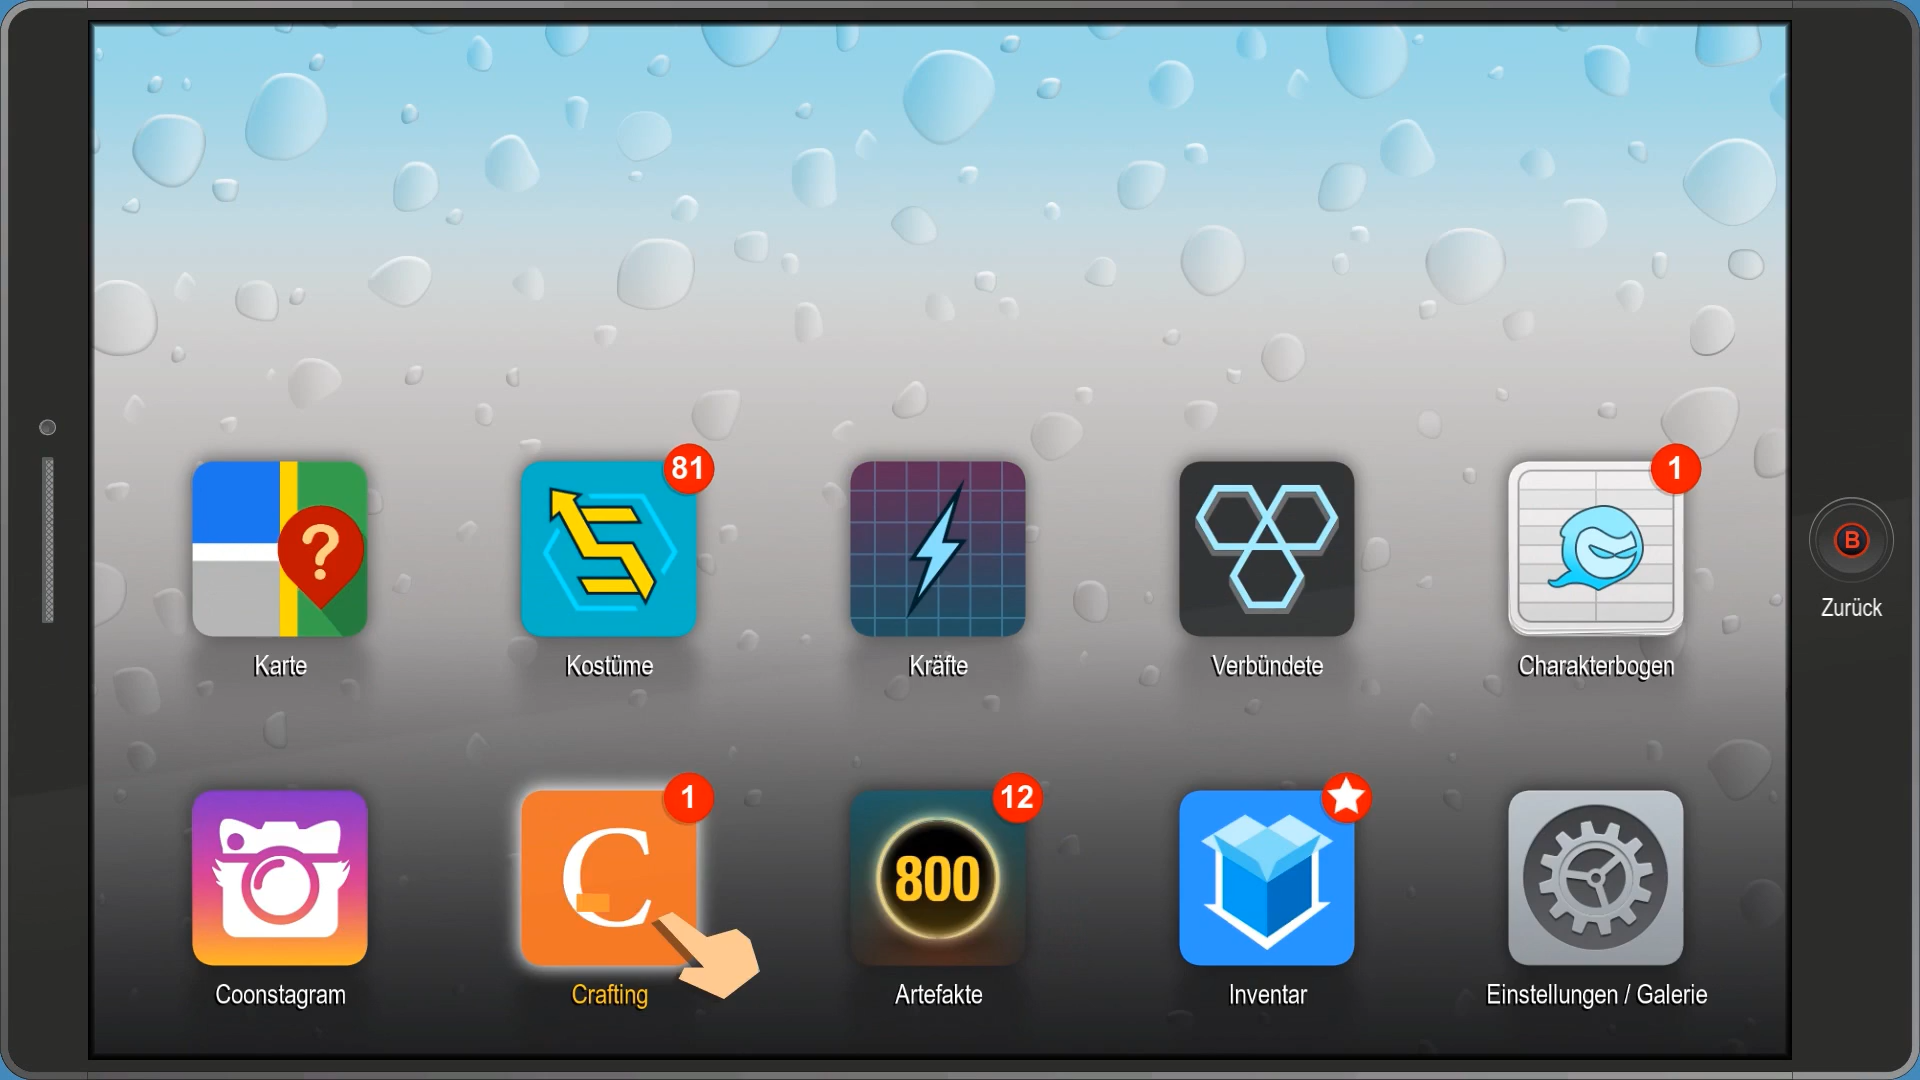 81
1
?
B
Karte
Kostüme
Kräfte
Verbündete
Charakterbogen
Zurück
1
12
C
800
Coonstagram
Crafting
Artefakte
Inventar
Einstellungen / Galerie